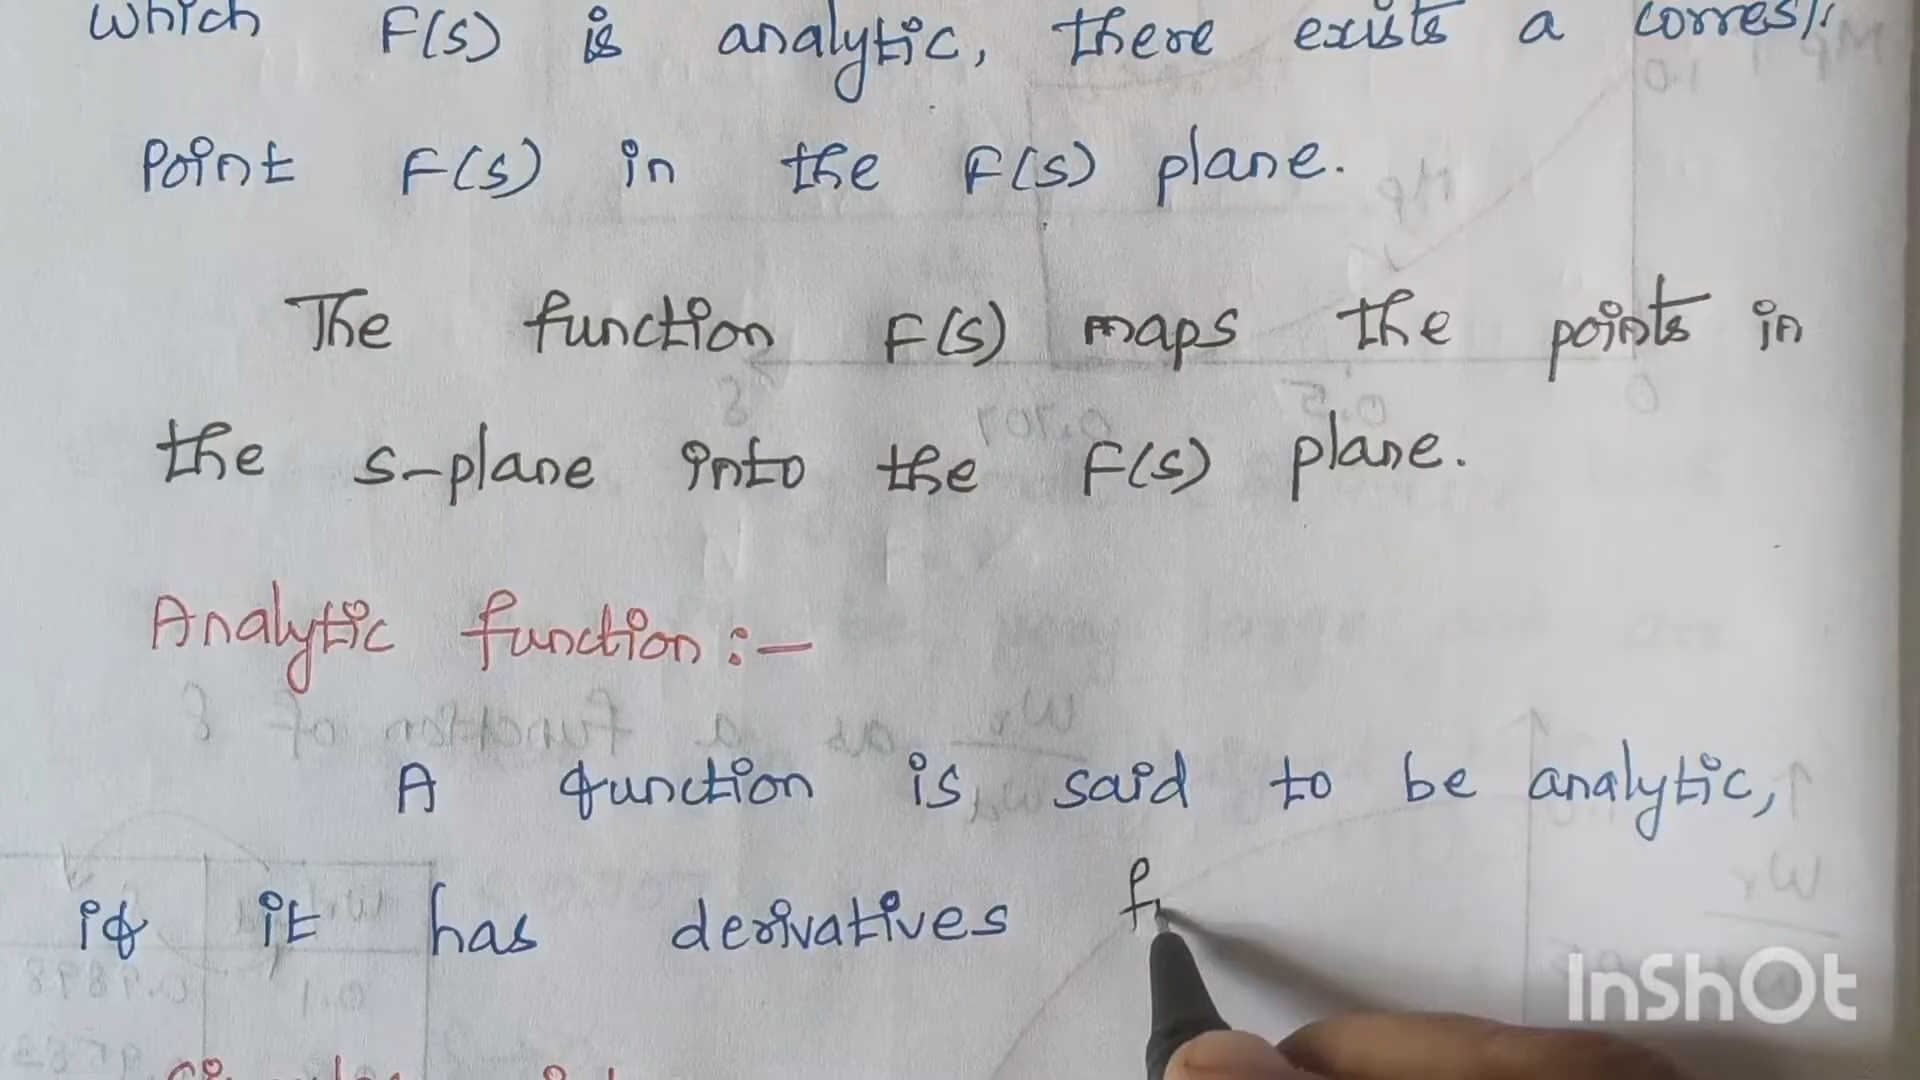 which F(s) is analytic, there exists a
Point F(s) in the F(s) plane.
The function F(s) maps the points in
the s-plane into the F(s) plane.
Analytic function :-
A function is said to be analytic,
if it has derivatives
InShOt